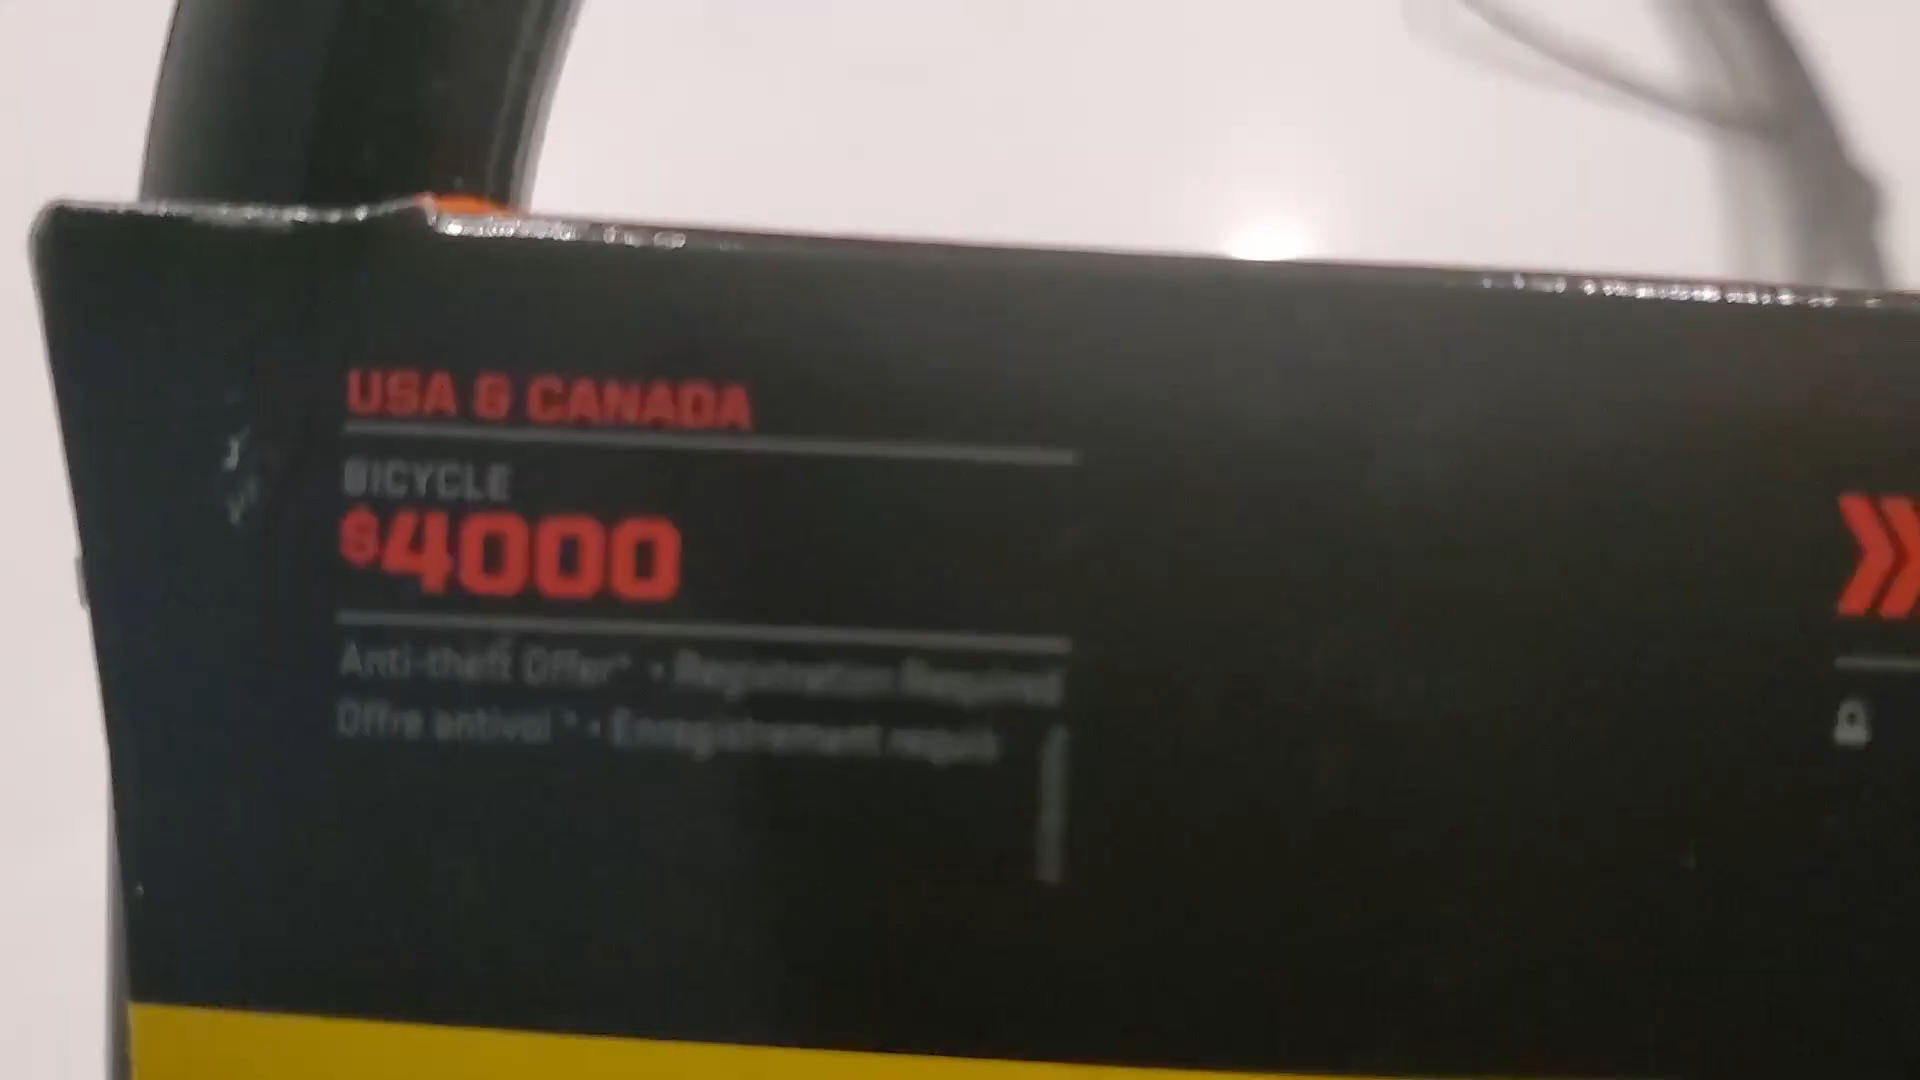 USA & CANADA
BICYCLE
$4000
Anti-theft Offer* • Registration Required
Offre antivol * • Enregistrement requis